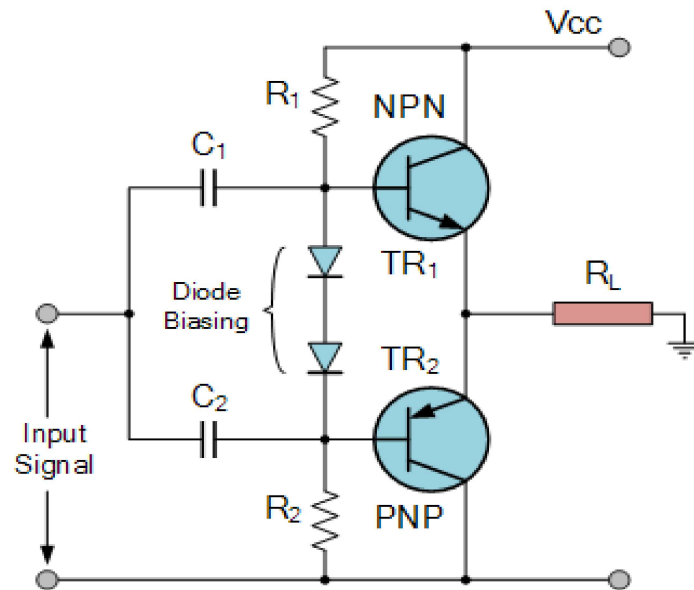 Vcc
R1
NPN
C1
TR1
Diode
Biasing
RL
TR2
C2
Input
Signal
R2
PNP